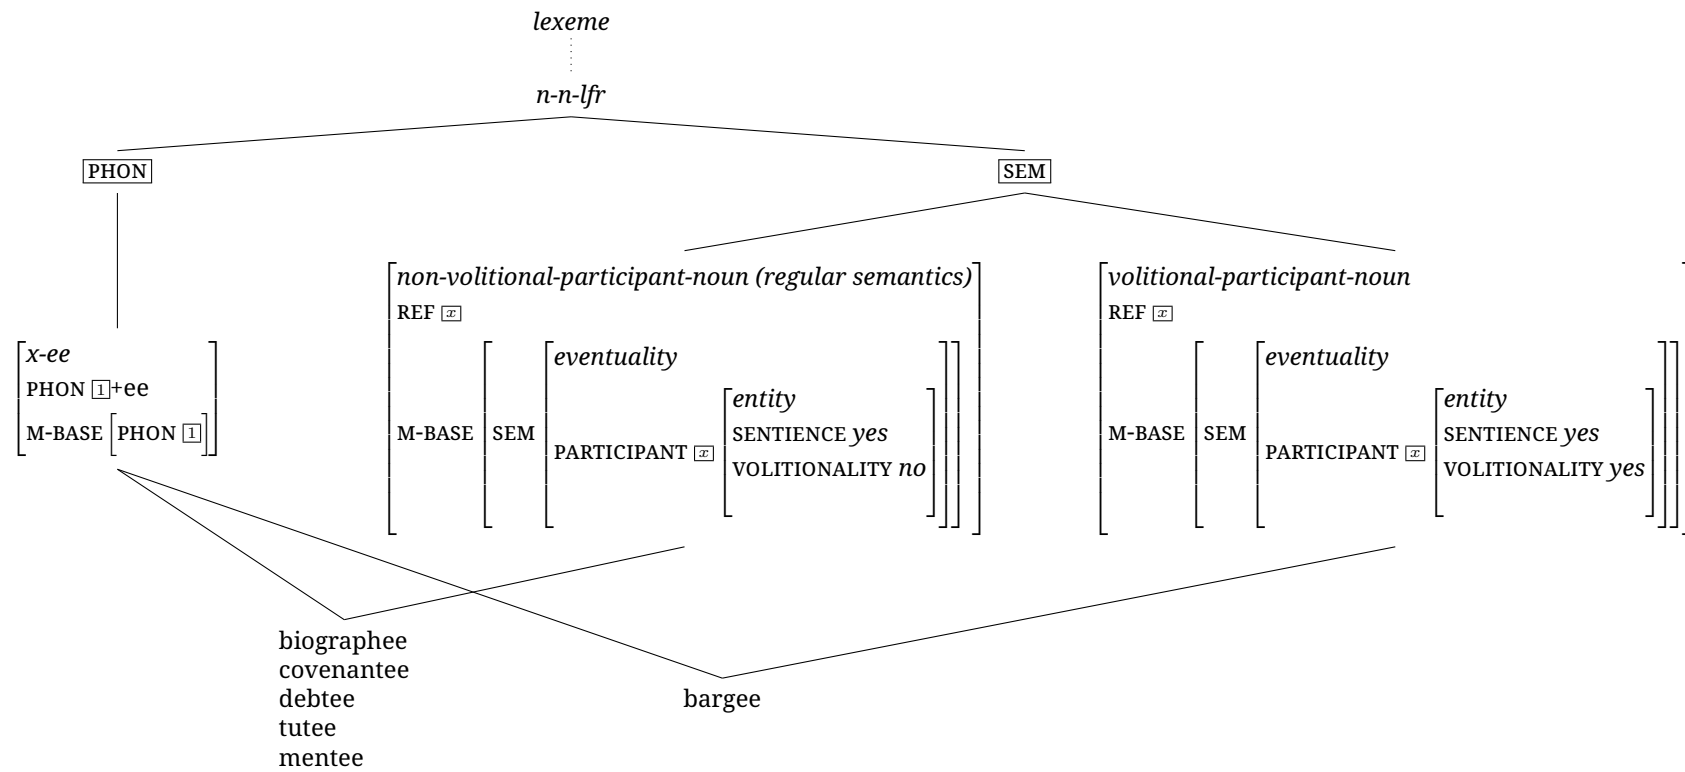 lexeme
n-n-lfr
PHON
SEM
x-ee
PHON 1+ee
M-BASE [PHON 1]
non-volitional-participant-noun (regular semantics)
REF x
M-BASE SEM eventuality
PARTICIPANT x entity
SENTIENCE yes
VOLITIONALITY no
volitional-participant-noun
REF x
M-BASE SEM eventuality
PARTICIPANT x entity
SENTIENCE yes
VOLITIONALITY yes
biographee
covenantee
debtee
tutee
mentee
bargee